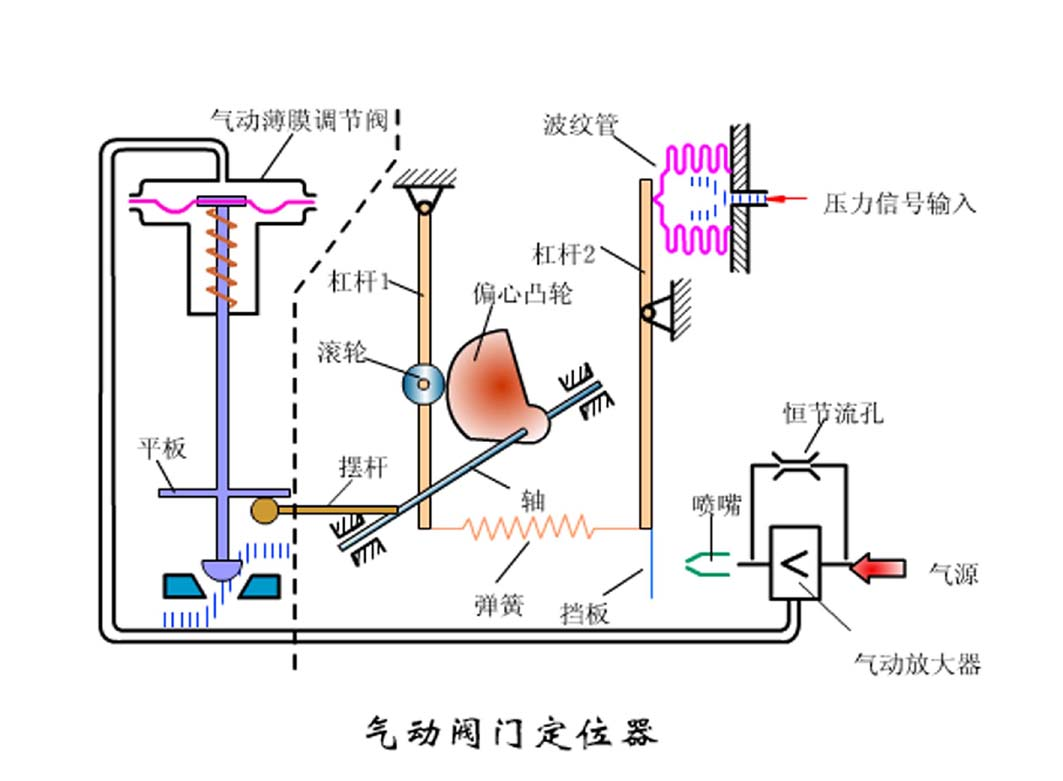 气动薄膜调节阀
波纹管
压力信号输入
杠杆2
杠杆1
偏心凸轮
滚轮
恒节流孔
平板
摆杆
轴
喷嘴
气源
弹簧
挡板
气动放大器
气动阀门定位器